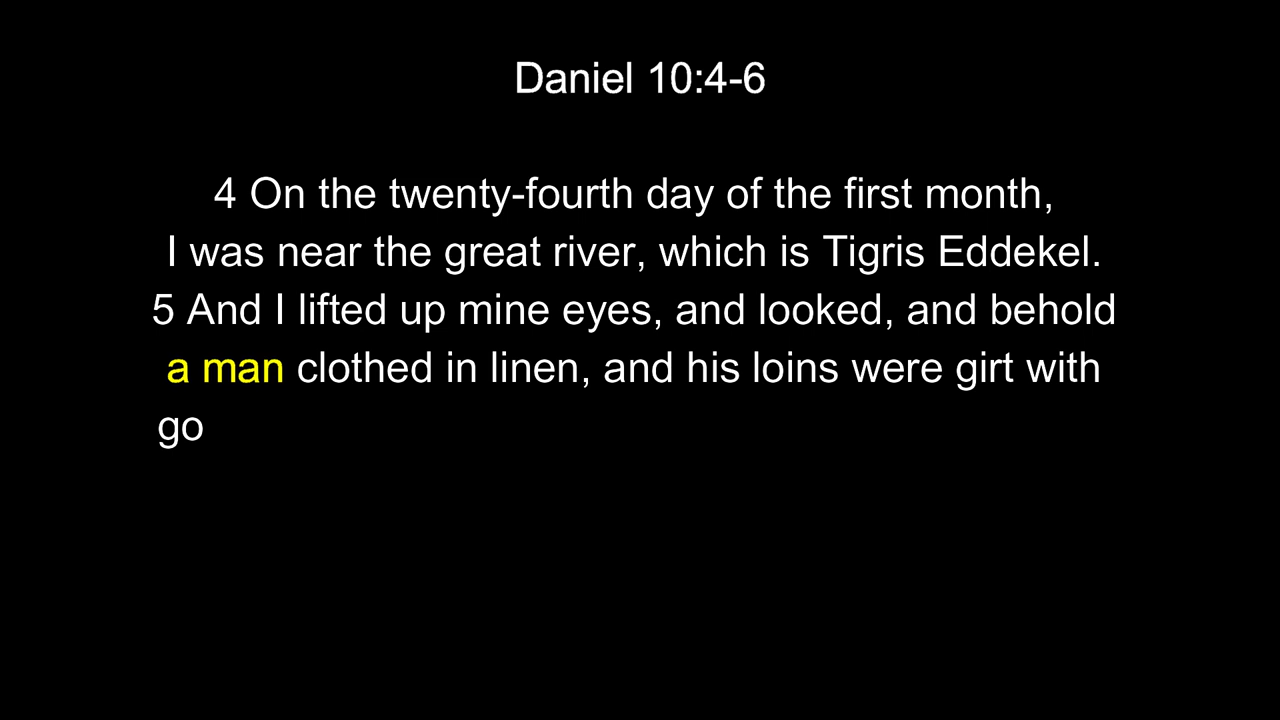 Daniel 10:4-6
4 On the twenty-fourth day of the first month,
I was near the great river, which is Tigris Eddekel.
5 And I lifted up mine eyes, and looked, and behold
a man clothed in linen, and his loins were girt with
go